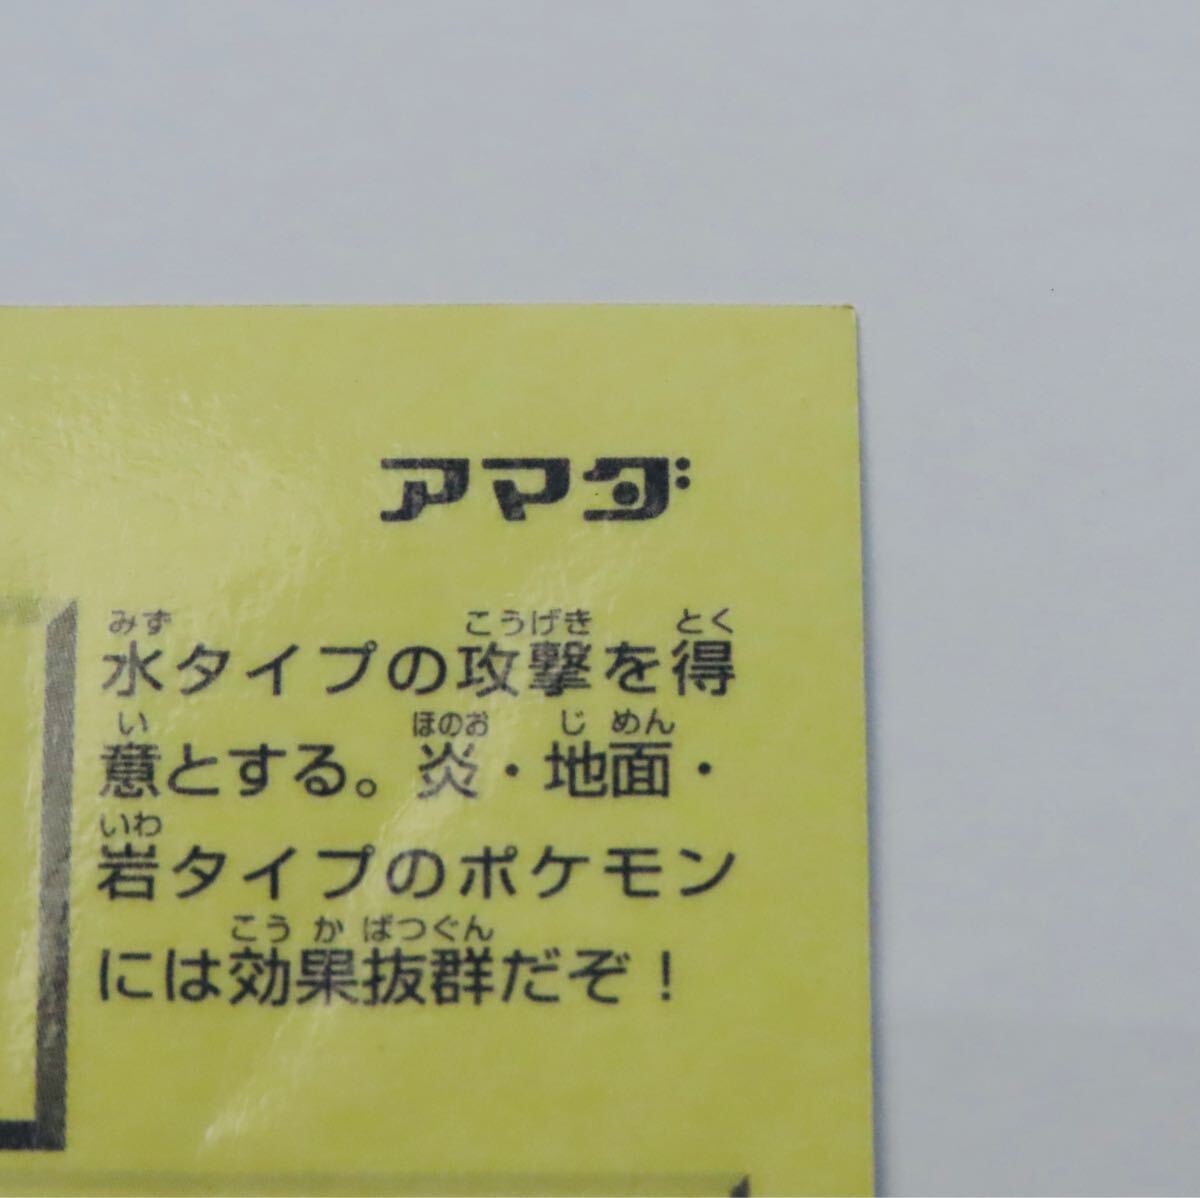 アマダ
みず こうげき とく
水タイプの攻撃を得
い ほのお じ めん
意とする。炎・地面・
いわ
岩タイプのポケモン
こう か ばつぐん
には効果抜群だぞ！